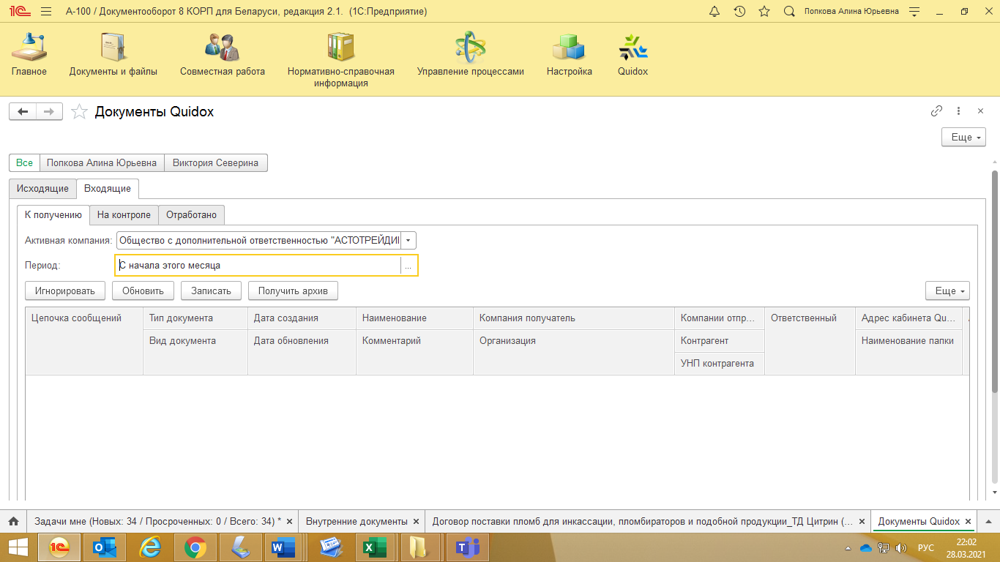 1С А-100 / Документооборот 8 КОРП для Беларуси, редакция 2.1. (1С:Предприятие) Попкова Алина Юрьевна
Главное Документы и файлы Совместная работа Нормативно-справочная Управление процессами Настройка Quidox
информация
Документы Quidox
Еще
Все Попкова Алина Юрьевна Виктория Северина
Исходящие Входящие
К получению На контроле Отработано
Активная компания: Общество с дополнительной ответственностью "АСТОТРЕЙДИ
Период: С начала этого месяца ...
Игнорировать Обновить Записать Получить архив Еще
Цепочка сообщений Тип документа Дата создания Наименование Компания получатель Компании отпр... Ответственный Адрес кабинета Qu...
Вид документа Дата обновления Комментарий Организация Контрагент Наименование папки
УНП контрагента
Задачи мне (Новых: 34 / Просроченных: 0 / Всего: 34) * Внутренние документы Договор поставки пломб для инкассации, пломбираторов и подобной продукции_ТД Цитрин (... Документы Quidox
РУС 22:02
28.03.2021